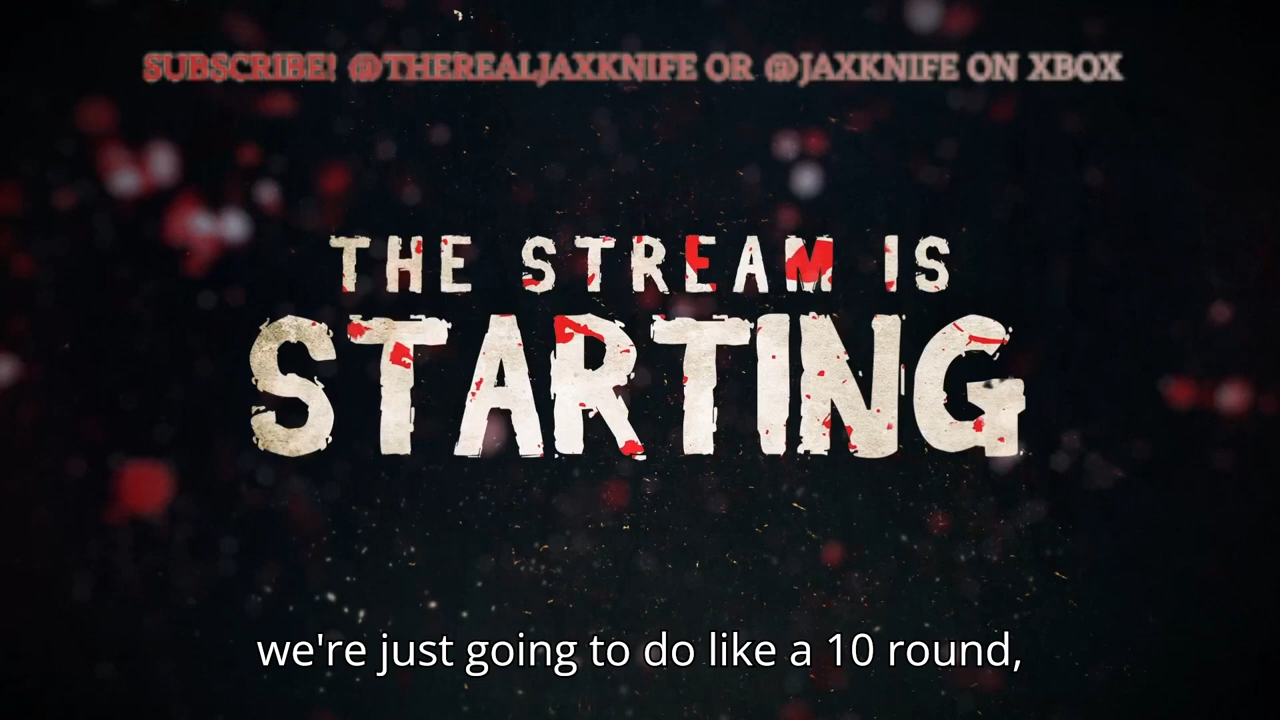 SUBSCRIBE! @THEREALJAXKNIFE OR @JAXKNIFE ON XBOX
THE STREAM IS
STARTING
we're just going to do like a 10 round,